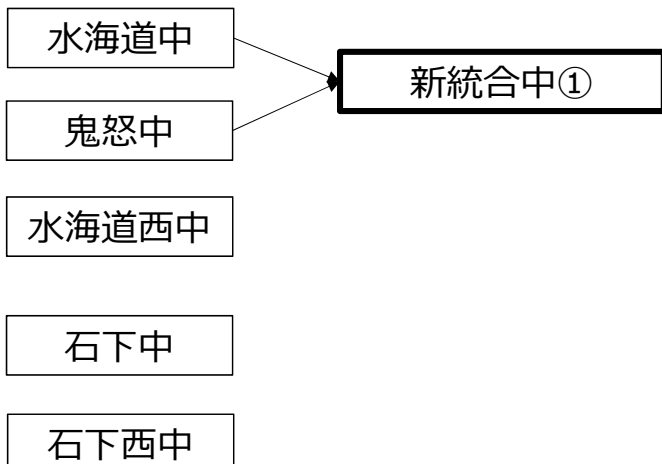 水海道中
新統合中①
鬼怒中
水海道西中
石下中
石下西中